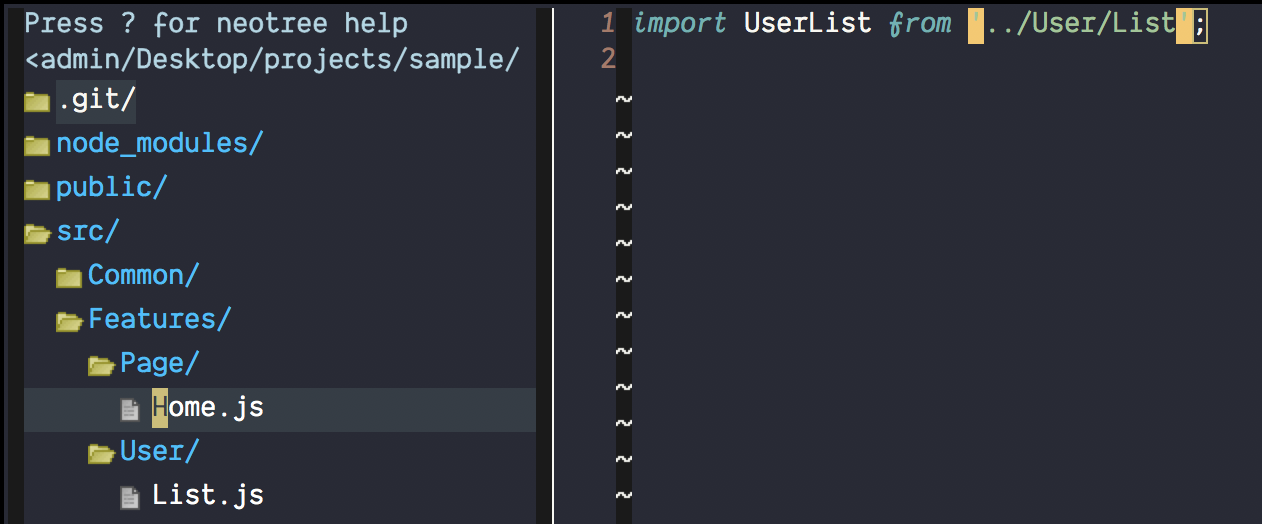 Press ? for neotree help
<admin/Desktop/projects/sample/
.git/
node_modules/
public/
src/
Common/
Features/
Page/
Home.js
User/
List.js
1 import UserList from '../User/List';
2
~
~
~
~
~
~
~
~
~
~
~
~